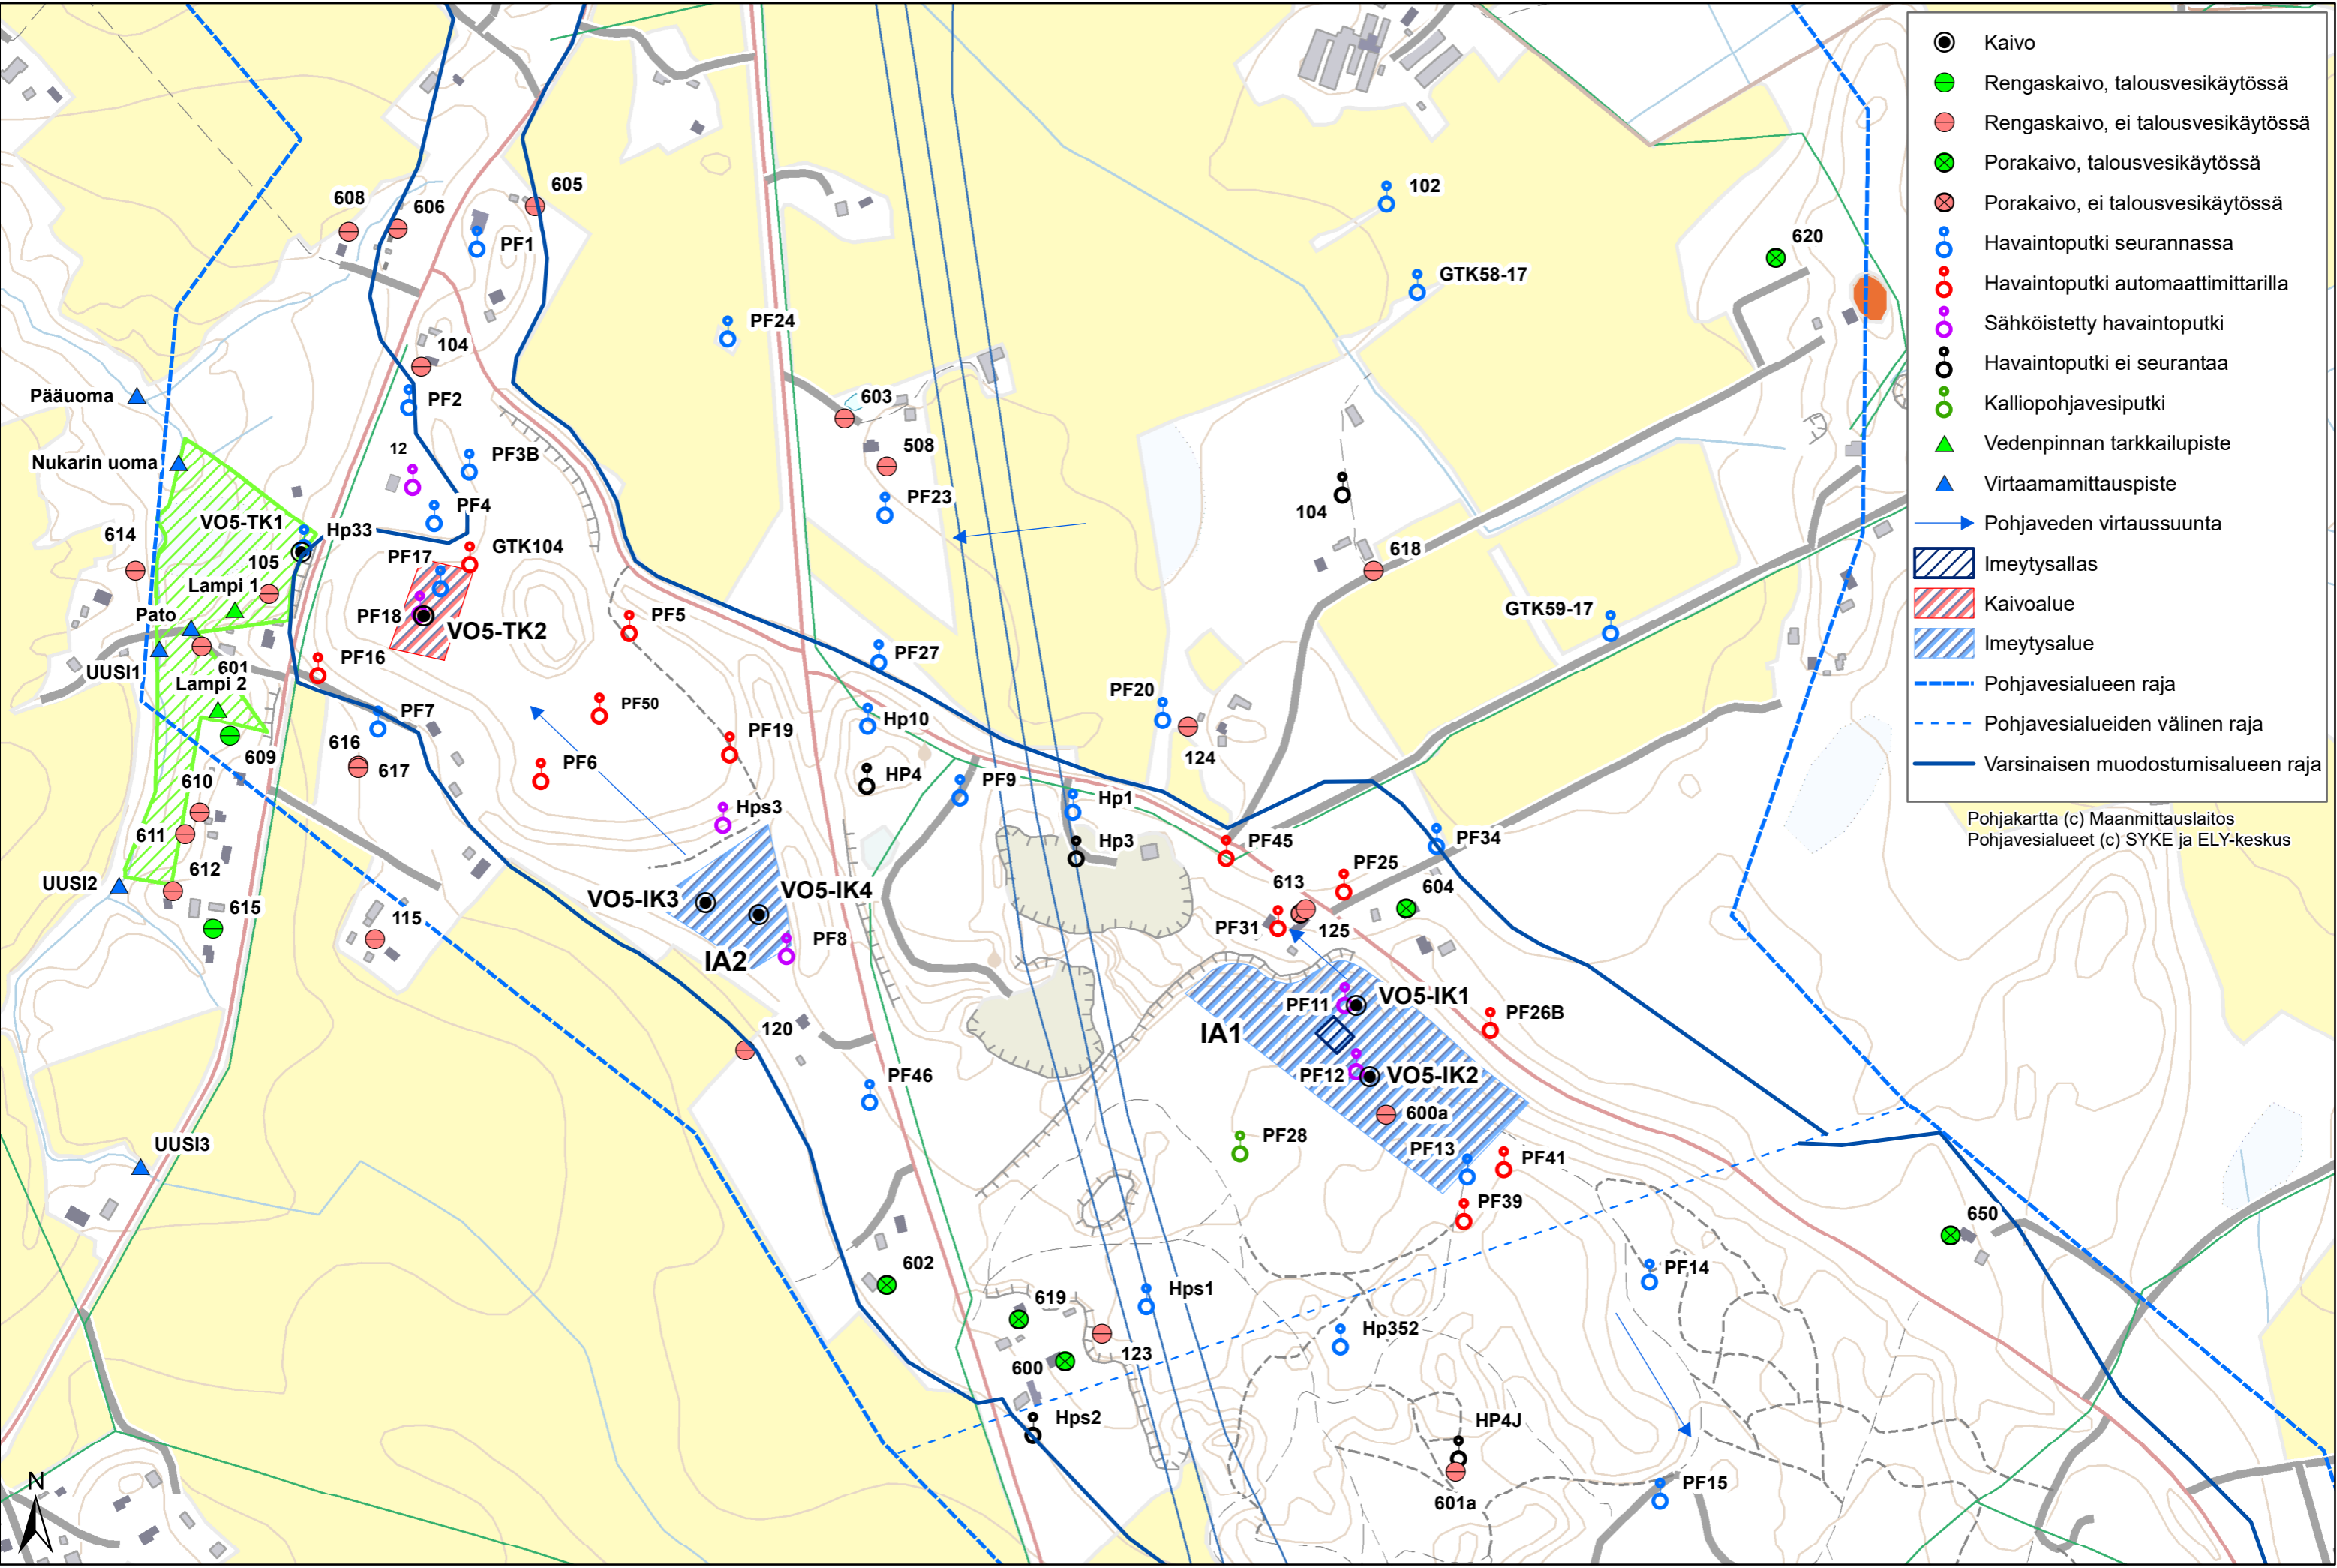 Kaivo
Rengaskaivo, talousvesikäytössä
Rengaskaivo, ei talousvesikäytössä
Porakaivo, talousvesikäytössä
Porakaivo, ei talousvesikäytössä
Havaintoputki seurannassa
Havaintoputki automaattimittarilla
Sähköistetty havaintoputki
Havaintoputki ei seurantaa
Kalliopohjavesiputki
Vedenpinnan tarkkailupiste
Virtaamamittauspiste
Pohjaveden virtaussuunta
Imeytysallas
Kaivoalue
Imeytysalue
Pohjavesialueen raja
Pohjavesialueiden välinen raja
Varsinaisen muodostumisalueen raja
Pohjakartta (c) Maanmittauslaitos
Pohjavesialueet (c) SYKE ja ELY-keskus
605
102
608
606
620
PF1
GTK58-17
PF24
104
Pääuoma
PF2
603
12
508
PF3B
Nukarin uoma
PF23
PF4
104
VO5-TK1
Hp33
614
GTK104
618
PF17
105
Lampi 1
GTK59-17
Pato
PF18
VO5-TK2
PF5
PF27
PF16
601
UUSI1
Lampi 2
PF20
PF50
PF7
Hp10
PF19
616
609
124
PF6
617
HP4
610
PF9
Hp1
Hps3
611
Hp3
PF45
PF34
PF25
612
UUSI2
613
604
VO5-IK3
VO5-IK4
615
115
PF31
125
PF8
IA2
PF11
VO5-IK1
PF26B
120
IA1
PF46
PF12
VO5-IK2
600a
PF28
UUSI3
PF13
PF41
PF39
650
602
PF14
Hps1
619
Hp352
123
600
Hps2
HP4J
N
PF15
601a